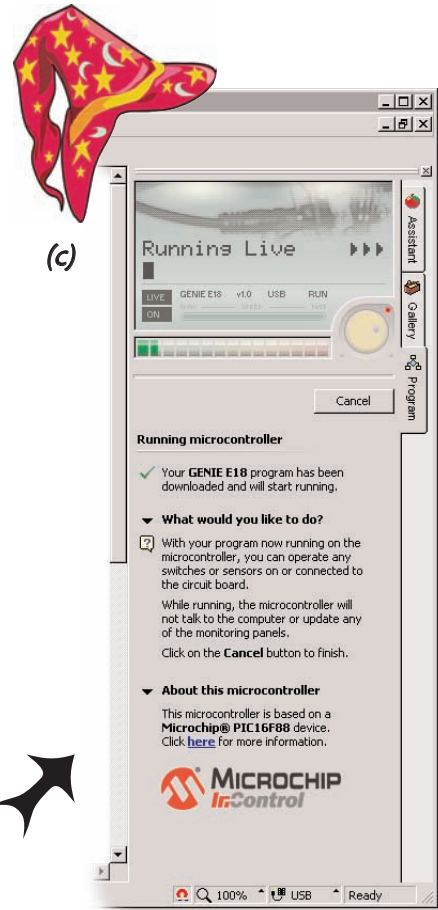 (c)
Running Live
LIVE
GENIE E18 v1.0 USB RUN
ON
Cancel
Assistant
Gallery
Program
Running microcontroller
Your GENIE E18 program has been
downloaded and will start running.
What would you like to do?
With your program now running on the
microcontroller, you can operate any
switches or sensors on or connected to
the circuit board.
While running, the microcontroller will
not talk to the computer or update any
of the monitoring panels.
Click on the Cancel button to finish.
About this microcontroller
This microcontroller is based on a
Microchip® PIC16F88 device.
Click here for more information.
MICROCHIP
InControl
100% USB Ready